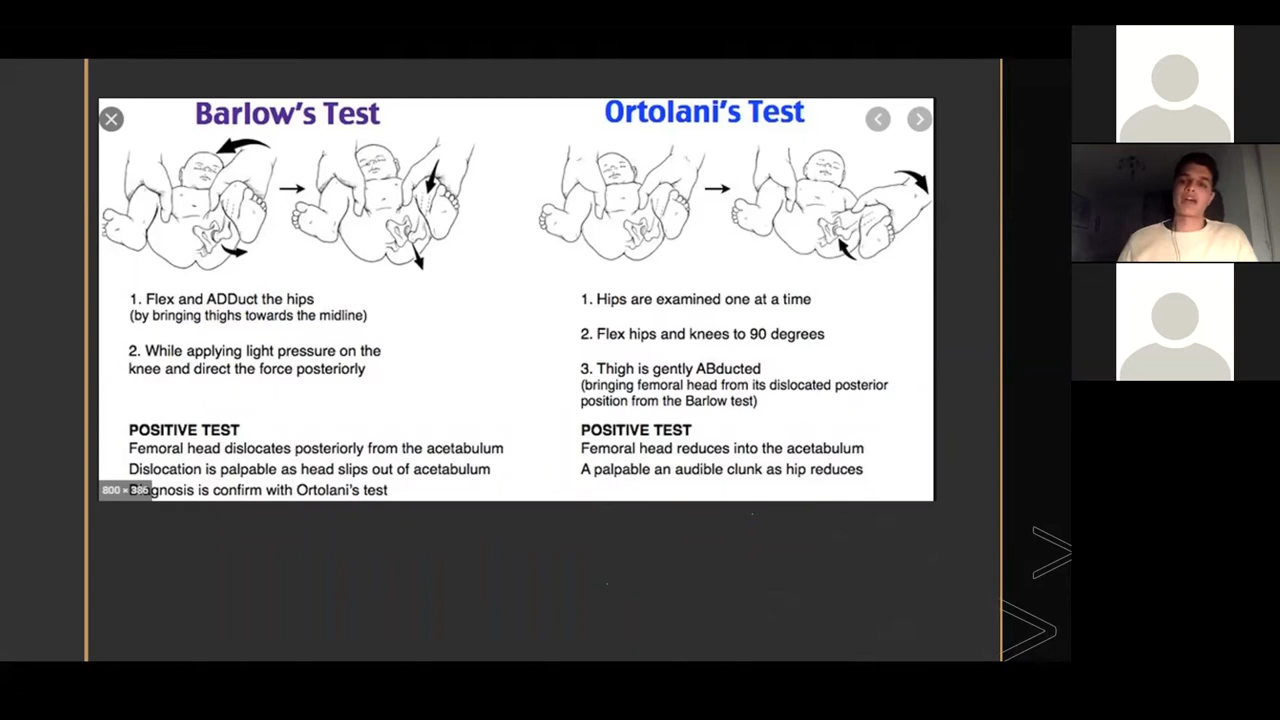 Barlow's Test
1. Flex and ADDuct the hips
(by bringing thighs towards the midline)
2. While applying light pressure on the
knee and direct the force posteriorly
POSITIVE TEST
Femoral head dislocates posteriorly from the acetabulum
Dislocation is palpable as head slips out of acetabulum
Diagnosis is confirm with Ortolani's test
800 × 386
Ortolani's Test
1. Hips are examined one at a time
2. Flex hips and knees to 90 degrees
3. Thigh is gently ABducted
(bringing femoral head from its dislocated posterior
position from the Barlow test)
POSITIVE TEST
Femoral head reduces into the acetabulum
A palpable an audible clunk as hip reduces